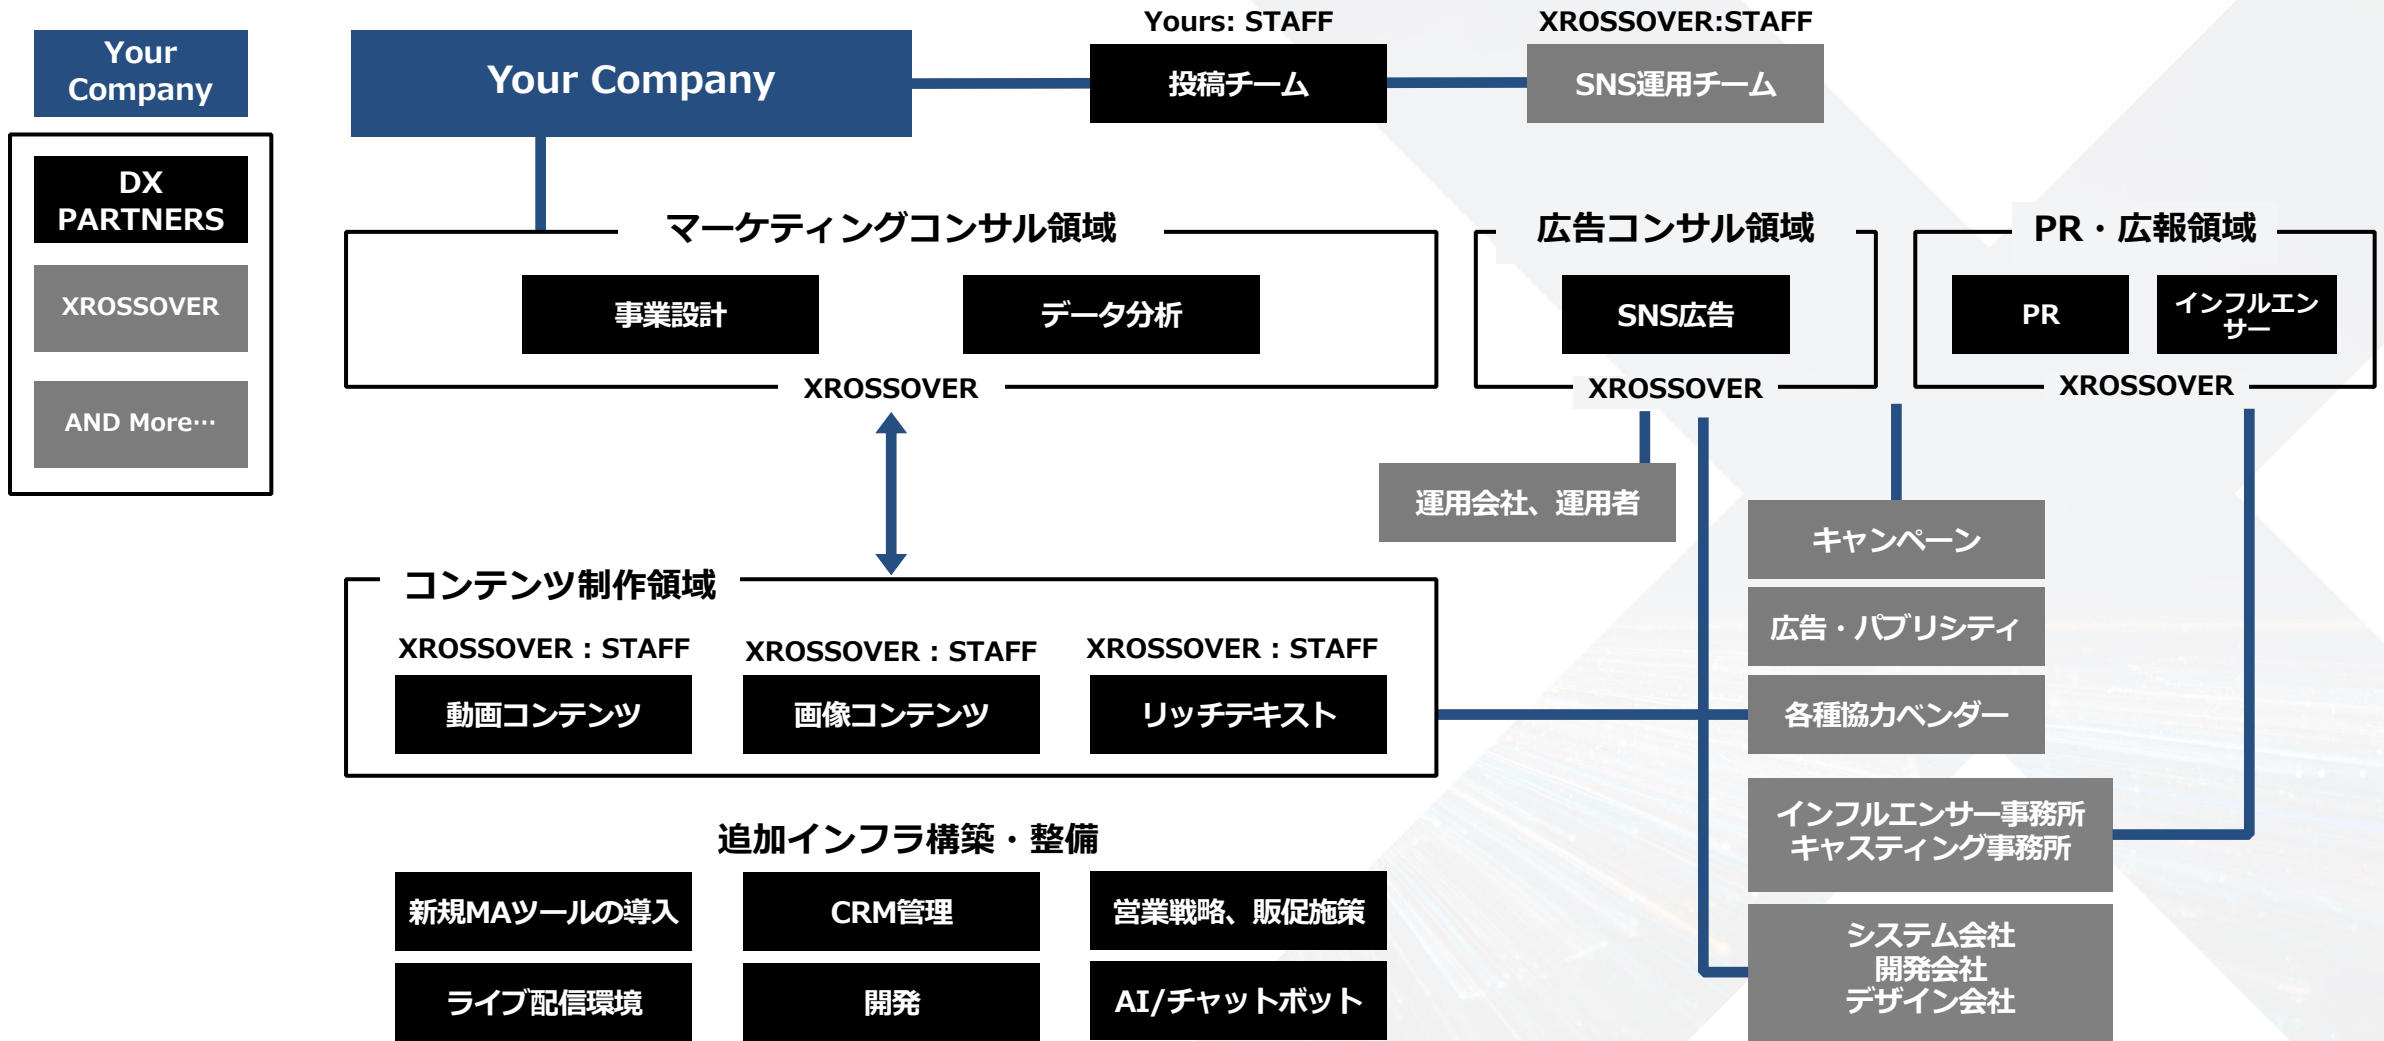 Your
Company
DX
PARTNERS
XROSSOVER
AND More…
Your Company
Yours: STAFF
投稿チーム
XROSSOVER:STAFF
SNS運用チーム
マーケティングコンサル領域
事業設計
データ分析
XROSSOVER
広告コンサル領域
SNS広告
XROSSOVER
PR・広報領域
PR
インフルエン
サー
XROSSOVER
運用会社、運用者
キャンペーン
広告・パブリシティ
各種協力ベンダー
インフルエンサー事務所
キャスティング事務所
システム会社
開発会社
デザイン会社
コンテンツ制作領域
XROSSOVER：STAFF
動画コンテンツ
XROSSOVER：STAFF
画像コンテンツ
XROSSOVER：STAFF
リッチテキスト
追加インフラ構築・整備
新規MAツールの導入
CRM管理
営業戦略、販促施策
ライブ配信環境
開発
AI/チャットボット